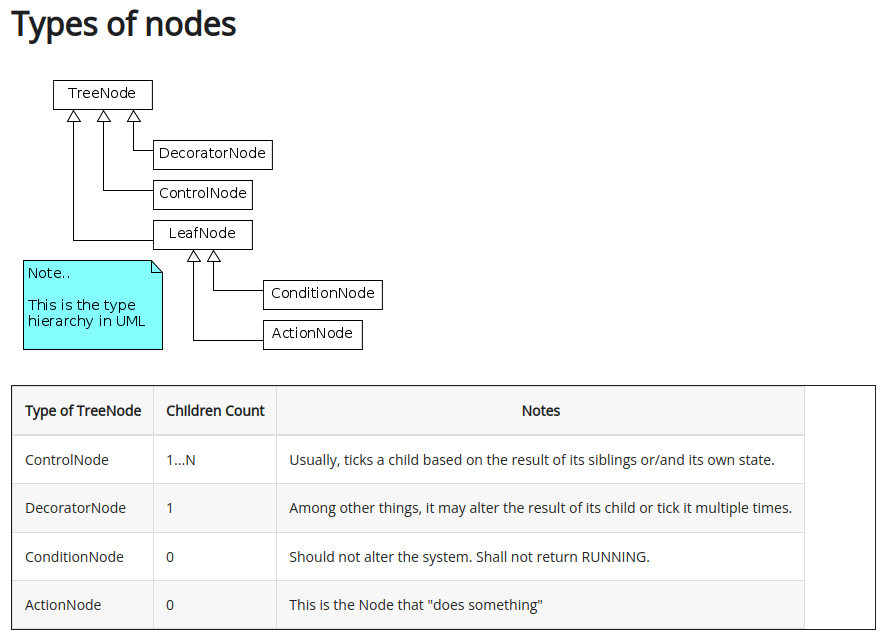 Types of nodes
TreeNode
DecoratorNode
ControlNode
LeafNode
Note..
This is the type
hierarchy in UML
ConditionNode
ActionNode
Type of TreeNode Children Count Notes
ControlNode 1...N Usually, ticks a child based on the result of its siblings or/and its own state.
DecoratorNode 1 Among other things, it may alter the result of its child or tick it multiple times.
ConditionNode 0 Should not alter the system. Shall not return RUNNING.
ActionNode 0 This is the Node that "does something"